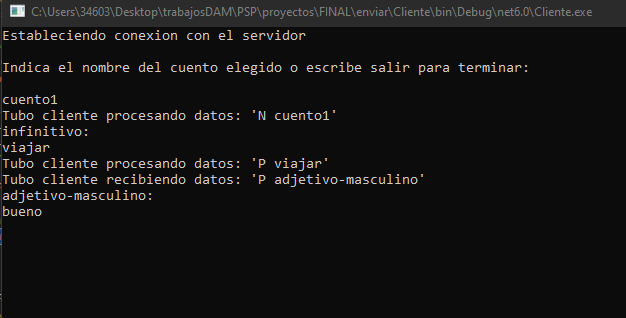 C:\Users\34603\Desktop\trabajosDAM\PSP\proyectos\FINAL\enviar\Cliente\bin\Debug\net6.0\Cliente.exe
Estableciendo conexion con el servidor
Indica el nombre del cuento elegido o escribe salir para terminar:
cuento1
Tubo cliente procesando datos: 'N cuento1'
infinitivo:
viajar
Tubo cliente procesando datos: 'P viajar'
Tubo cliente recibiendo datos: 'P adjetivo-masculino'
adjetivo-masculino:
bueno